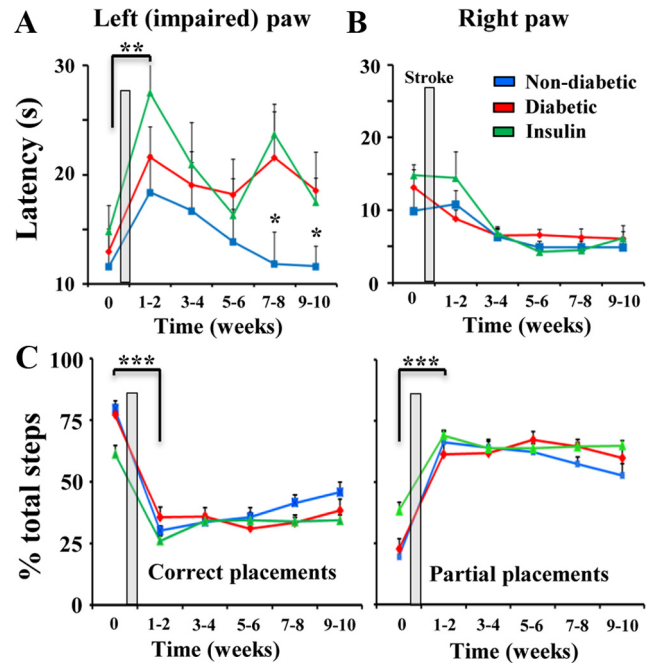 A Left (impaired) paw
B Right paw
**
30
20
10
Latency (s)
*
*
0 1-2 3-4 5-6 7-8 9-10
Time (weeks)
30
20
10
0
Stroke
Non-diabetic
Diabetic
Insulin
0 1-2 3-4 5-6 7-8 9-10
Time (weeks)
C
100
75
50
25
0
% total steps
***
Correct placements
0 1-2 3-4 5-6 7-8 9-10
Time (weeks)
***
Partial placements
0 1-2 3-4 5-6 7-8 9-10
Time (weeks)